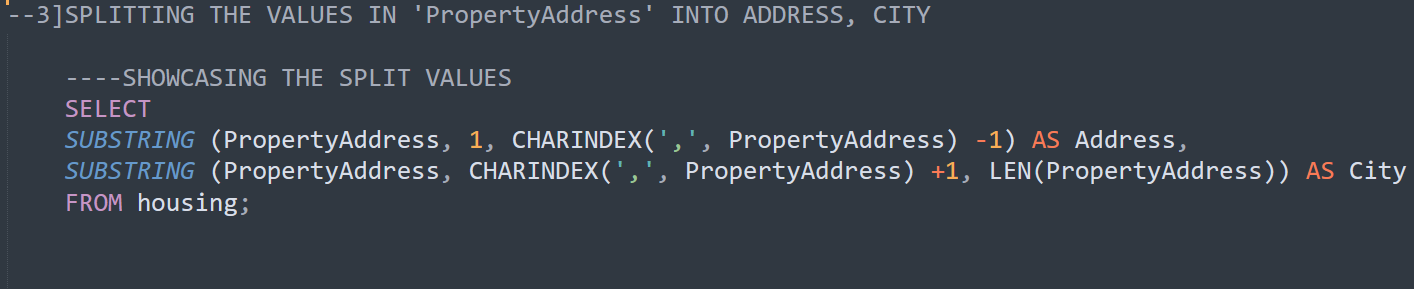 --3]SPLITTING THE VALUES IN 'PropertyAddress' INTO ADDRESS, CITY
----SHOWCASING THE SPLIT VALUES
SELECT
SUBSTRING (PropertyAddress, 1, CHARINDEX(',', PropertyAddress) -1) AS Address,
SUBSTRING (PropertyAddress, CHARINDEX(',', PropertyAddress) +1, LEN(PropertyAddress)) AS City
FROM housing;